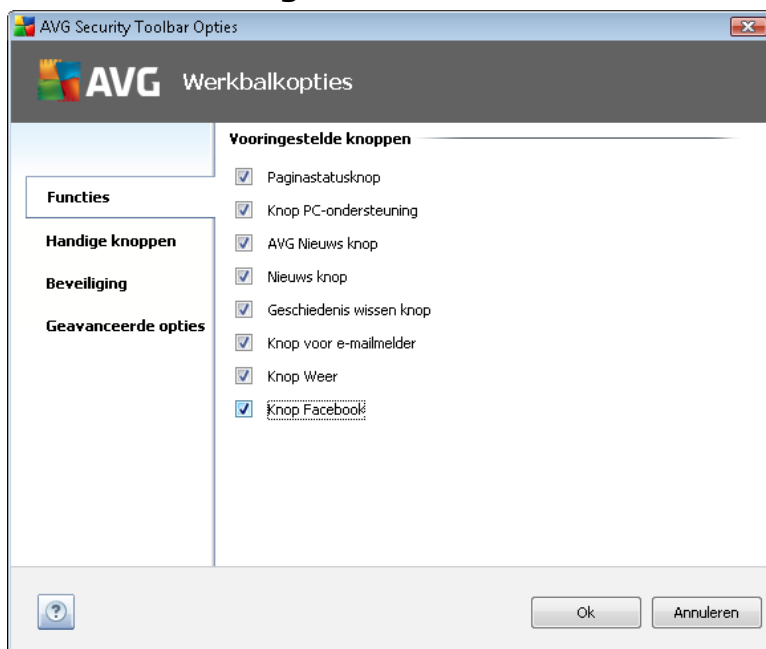 AVG Security Toolbar Opties
AVG Werkbalkopties
Vooringestelde knoppen
Functies
Handige knoppen
Beveiliging
Geavanceerde opties
Paginastatusknop
Knop PC-ondersteuning
AVG Nieuws knop
Nieuws knop
Geschiedenis wissen knop
Knop voor e-mailmelder
Knop Weer
Knop Facebook
?
Ok
Annuleren